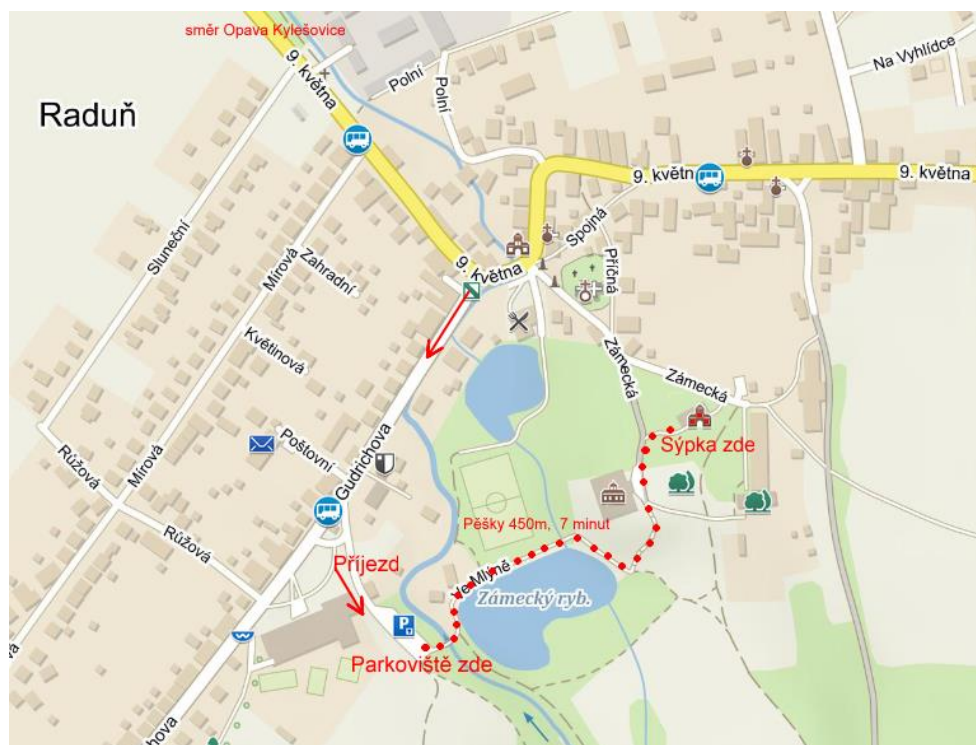 směr Opava Kylešovice
9. května
Polní
Polní
Na Vyhlídce
Raduň
9. květn
9. května
Spojná
Příčná
Sluneční
Mírová
Zahradní
9. května
Květinová
Zámecká
Zámecká
Gudrichova
Poštovní
Sýpka zde
Růžová
Mírová
Růžová
Pěšky 450m, 7 minut
Příjezd
Ve Mlýně
Zámecký ryb.
P
Parkoviště zde
chova